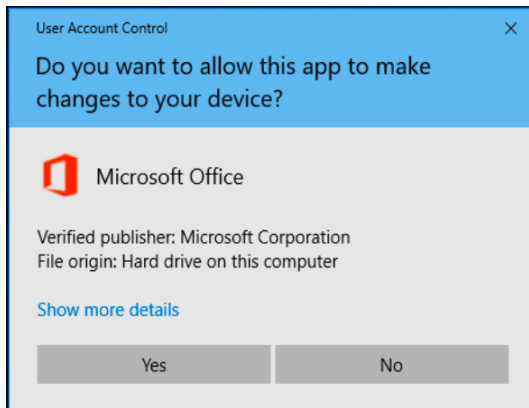 User Account Control
Do you want to allow this app to make
changes to your device?
Microsoft Office
Verified publisher: Microsoft Corporation
File origin: Hard drive on this computer
Show more details
Yes
No